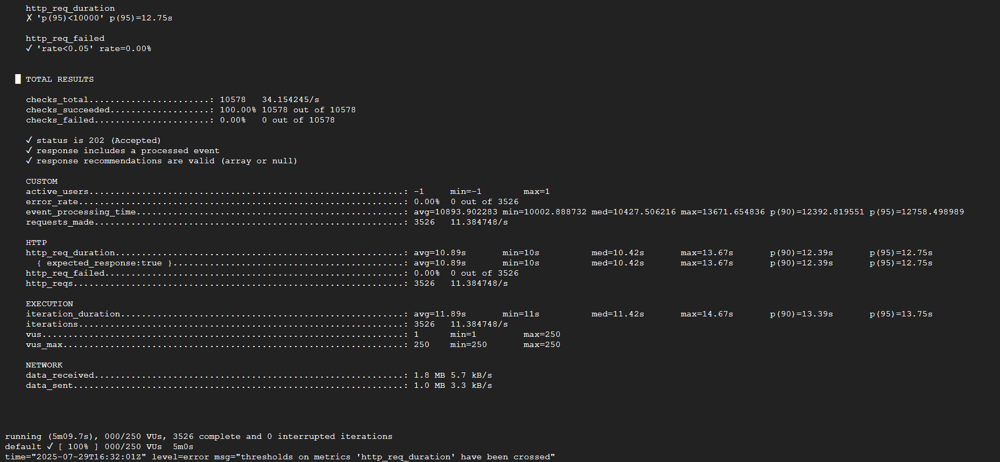 http_req_duration
✗ 'p(95)<10000' p(95)=12.75s
http_req_failed
✓ 'rate<0.05' rate=0.00%
█ TOTAL RESULTS
checks_total.......................: 10578   34.154245/s
checks_succeeded...................: 100.00% 10578 out of 10578
checks_failed......................: 0.00%   0 out of 10578
✓ status is 202 (Accepted)
✓ response includes a processed event
✓ response recommendations are valid (array or null)
CUSTOM
active_users............................................................: -1     min=-1        max=1
error_rate..............................................................: 0.00%  0 out of 3526
event_processing_time...................................................: avg=10893.902283 min=10002.888732 med=10427.506216 max=13671.654836 p(90)=12392.819551 p(95)=12758.498989
requests_made...........................................................: 3526   11.384748/s
HTTP
http_req_duration.......................................................: avg=10.89s       min=10s          med=10.42s       max=13.67s       p(90)=12.39s       p(95)=12.75s
{ expected_response:true }............................................: avg=10.89s       min=10s          med=10.42s       max=13.67s       p(90)=12.39s       p(95)=12.75s
http_req_failed.........................................................: 0.00%  0 out of 3526
http_reqs...............................................................: 3526   11.384748/s
EXECUTION
iteration_duration......................................................: avg=11.89s       min=11s          med=11.42s       max=14.67s       p(90)=13.39s       p(95)=13.75s
iterations..............................................................: 3526   11.384748/s
vus.....................................................................: 1      min=1         max=250
vus_max.................................................................: 250    min=250       max=250
NETWORK
data_received...........................................................: 1.8 MB 5.7 kB/s
data_sent...............................................................: 1.0 MB 3.3 kB/s
running (5m09.7s), 000/250 VUs, 3526 complete and 0 interrupted iterations
default ✓ [ 100% ] 000/250 VUs  5m0s
time="2025-07-29T16:32:01Z" level=error msg="thresholds on metrics 'http_req_duration' have been crossed"